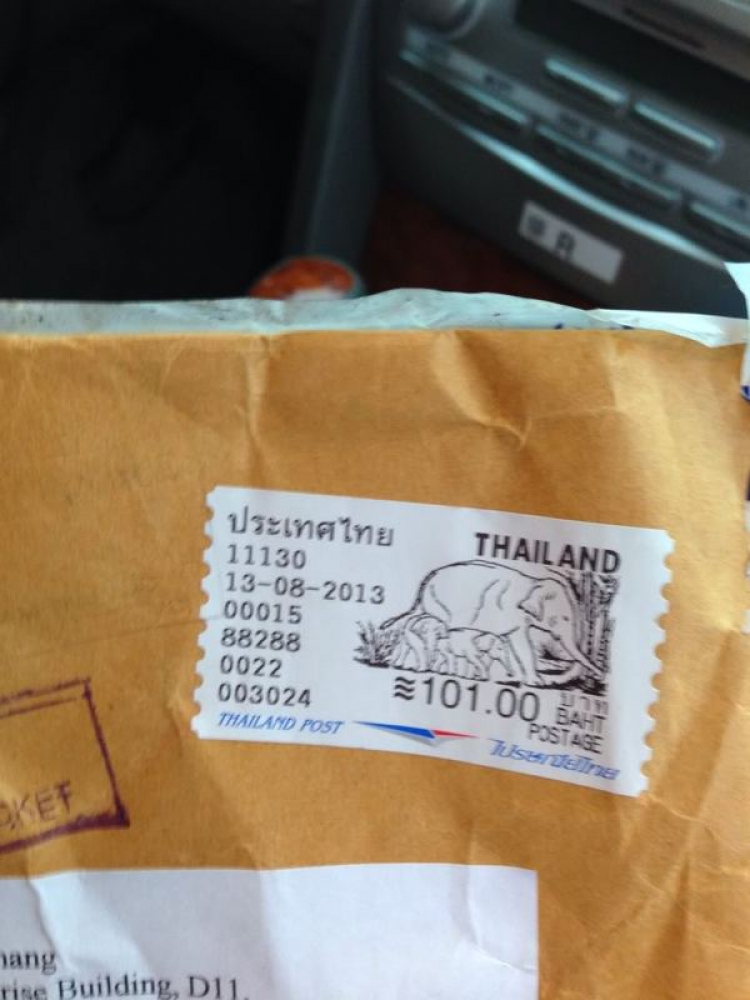 ประเทศไทย
THAILAND
11130
13-08-2013
00015
88288
0022
003024
≋101.00 บาท
BAHT
POSTAGE
THAILAND POST
ไปรษณีย์ไทย
OKET
hang
rise Building, D11,